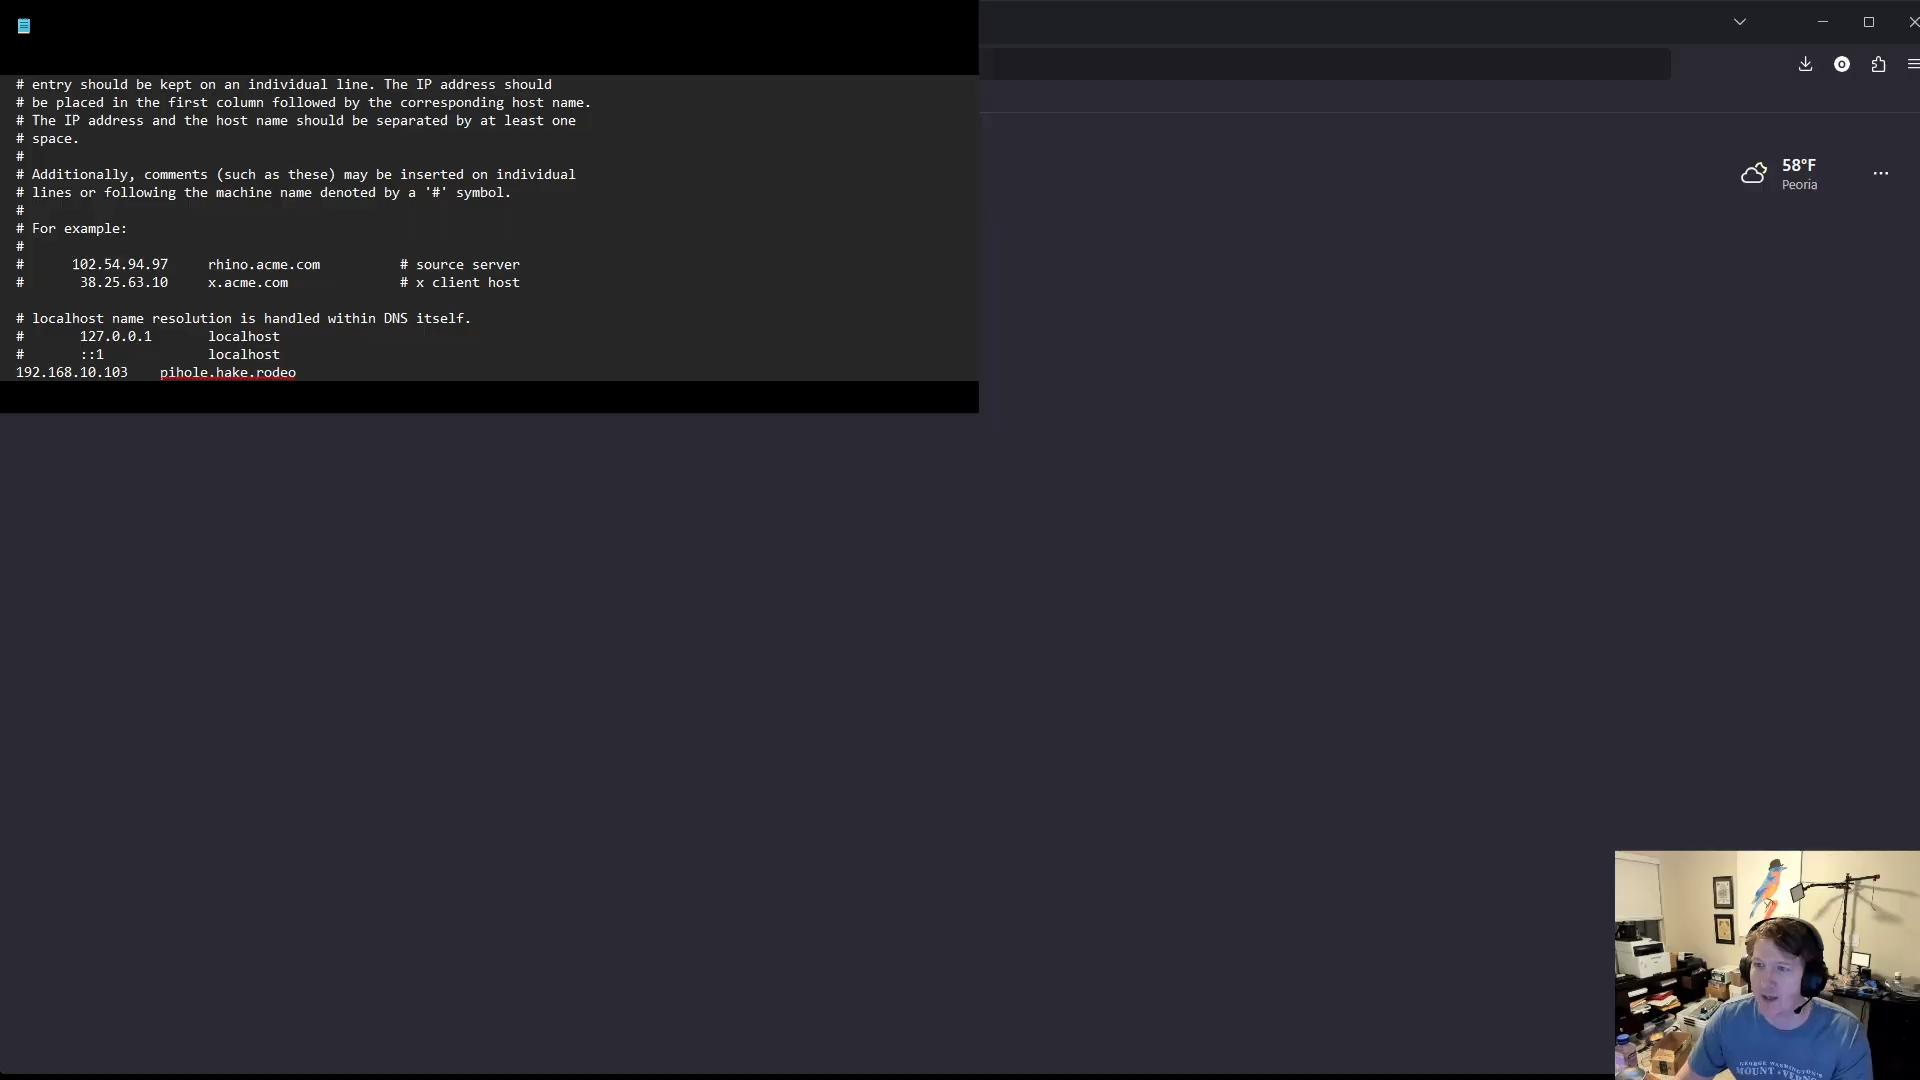 # entry should be kept on an individual line. The IP address should
# be placed in the first column followed by the corresponding host name.
# The IP address and the host name should be separated by at least one
# space.
#
# Additionally, comments (such as these) may be inserted on individual
# lines or following the machine name denoted by a '#' symbol.
#
# For example:
#
# 102.54.94.97 rhino.acme.com # source server
# 38.25.63.10 x.acme.com # x client host
# localhost name resolution is handled within DNS itself.
# 127.0.0.1 localhost
# ::1 localhost
192.168.10.103 pihole.hake.rodeo
58°F
Peoria
GEORGE WASHINGTON'S
MOUNT VERNON